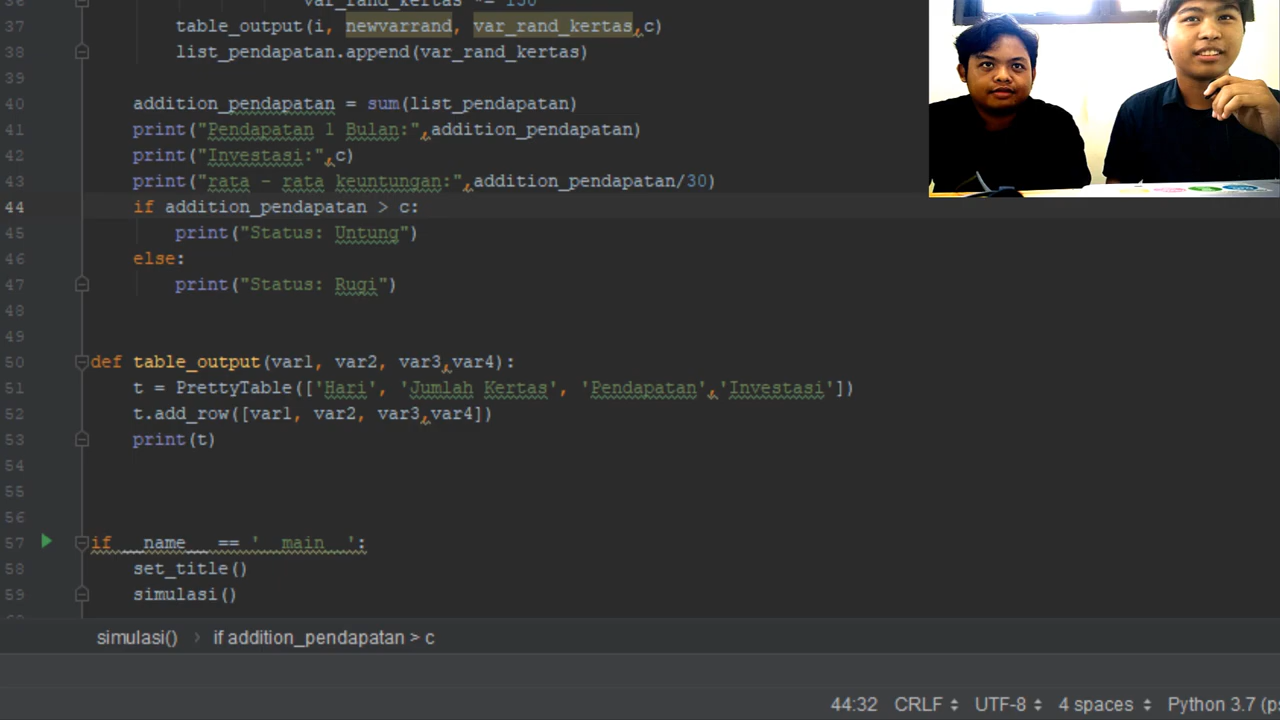 36 var_rand_kertas *= 150
37 table_output(i, newvarrand, var_rand_kertas,c)
38 list_pendapatan.append(var_rand_kertas)
39
40 addition_pendapatan = sum(list_pendapatan)
41 print("Pendapatan 1 Bulan:",addition_pendapatan)
42 print("Investasi:",c)
43 print("rata - rata keuntungan:",addition_pendapatan/30)
44 if addition_pendapatan > c:
45 print("Status: Untung")
46 else:
47 print("Status: Rugi")
48
49
50 def table_output(var1, var2, var3,var4):
51 t = PrettyTable(['Hari', 'Jumlah Kertas', 'Pendapatan','Investasi'])
52 t.add_row([var1, var2, var3,var4])
53 print(t)
54
55
56
57 if __name__ == '__main__':
58 set_title()
59 simulasi()
simulasi() › if addition_pendapatan > c
44:32 CRLF UTF-8 4 spaces Python 3.7